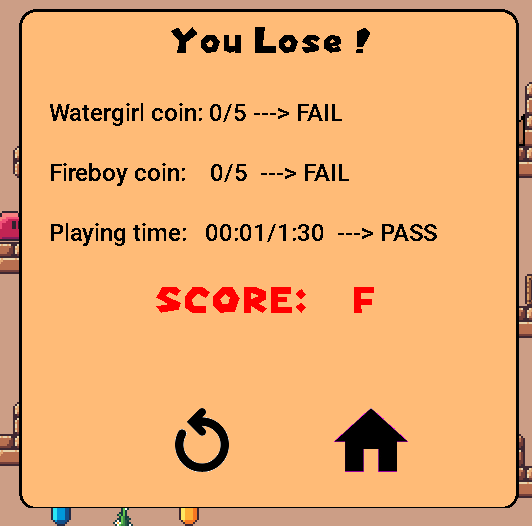 You Lose !
Watergirl coin: 0/5 ---> FAIL
Fireboy coin: 0/5 ---> FAIL
Playing time: 00:01/1:30 ---> PASS
SCORE: F